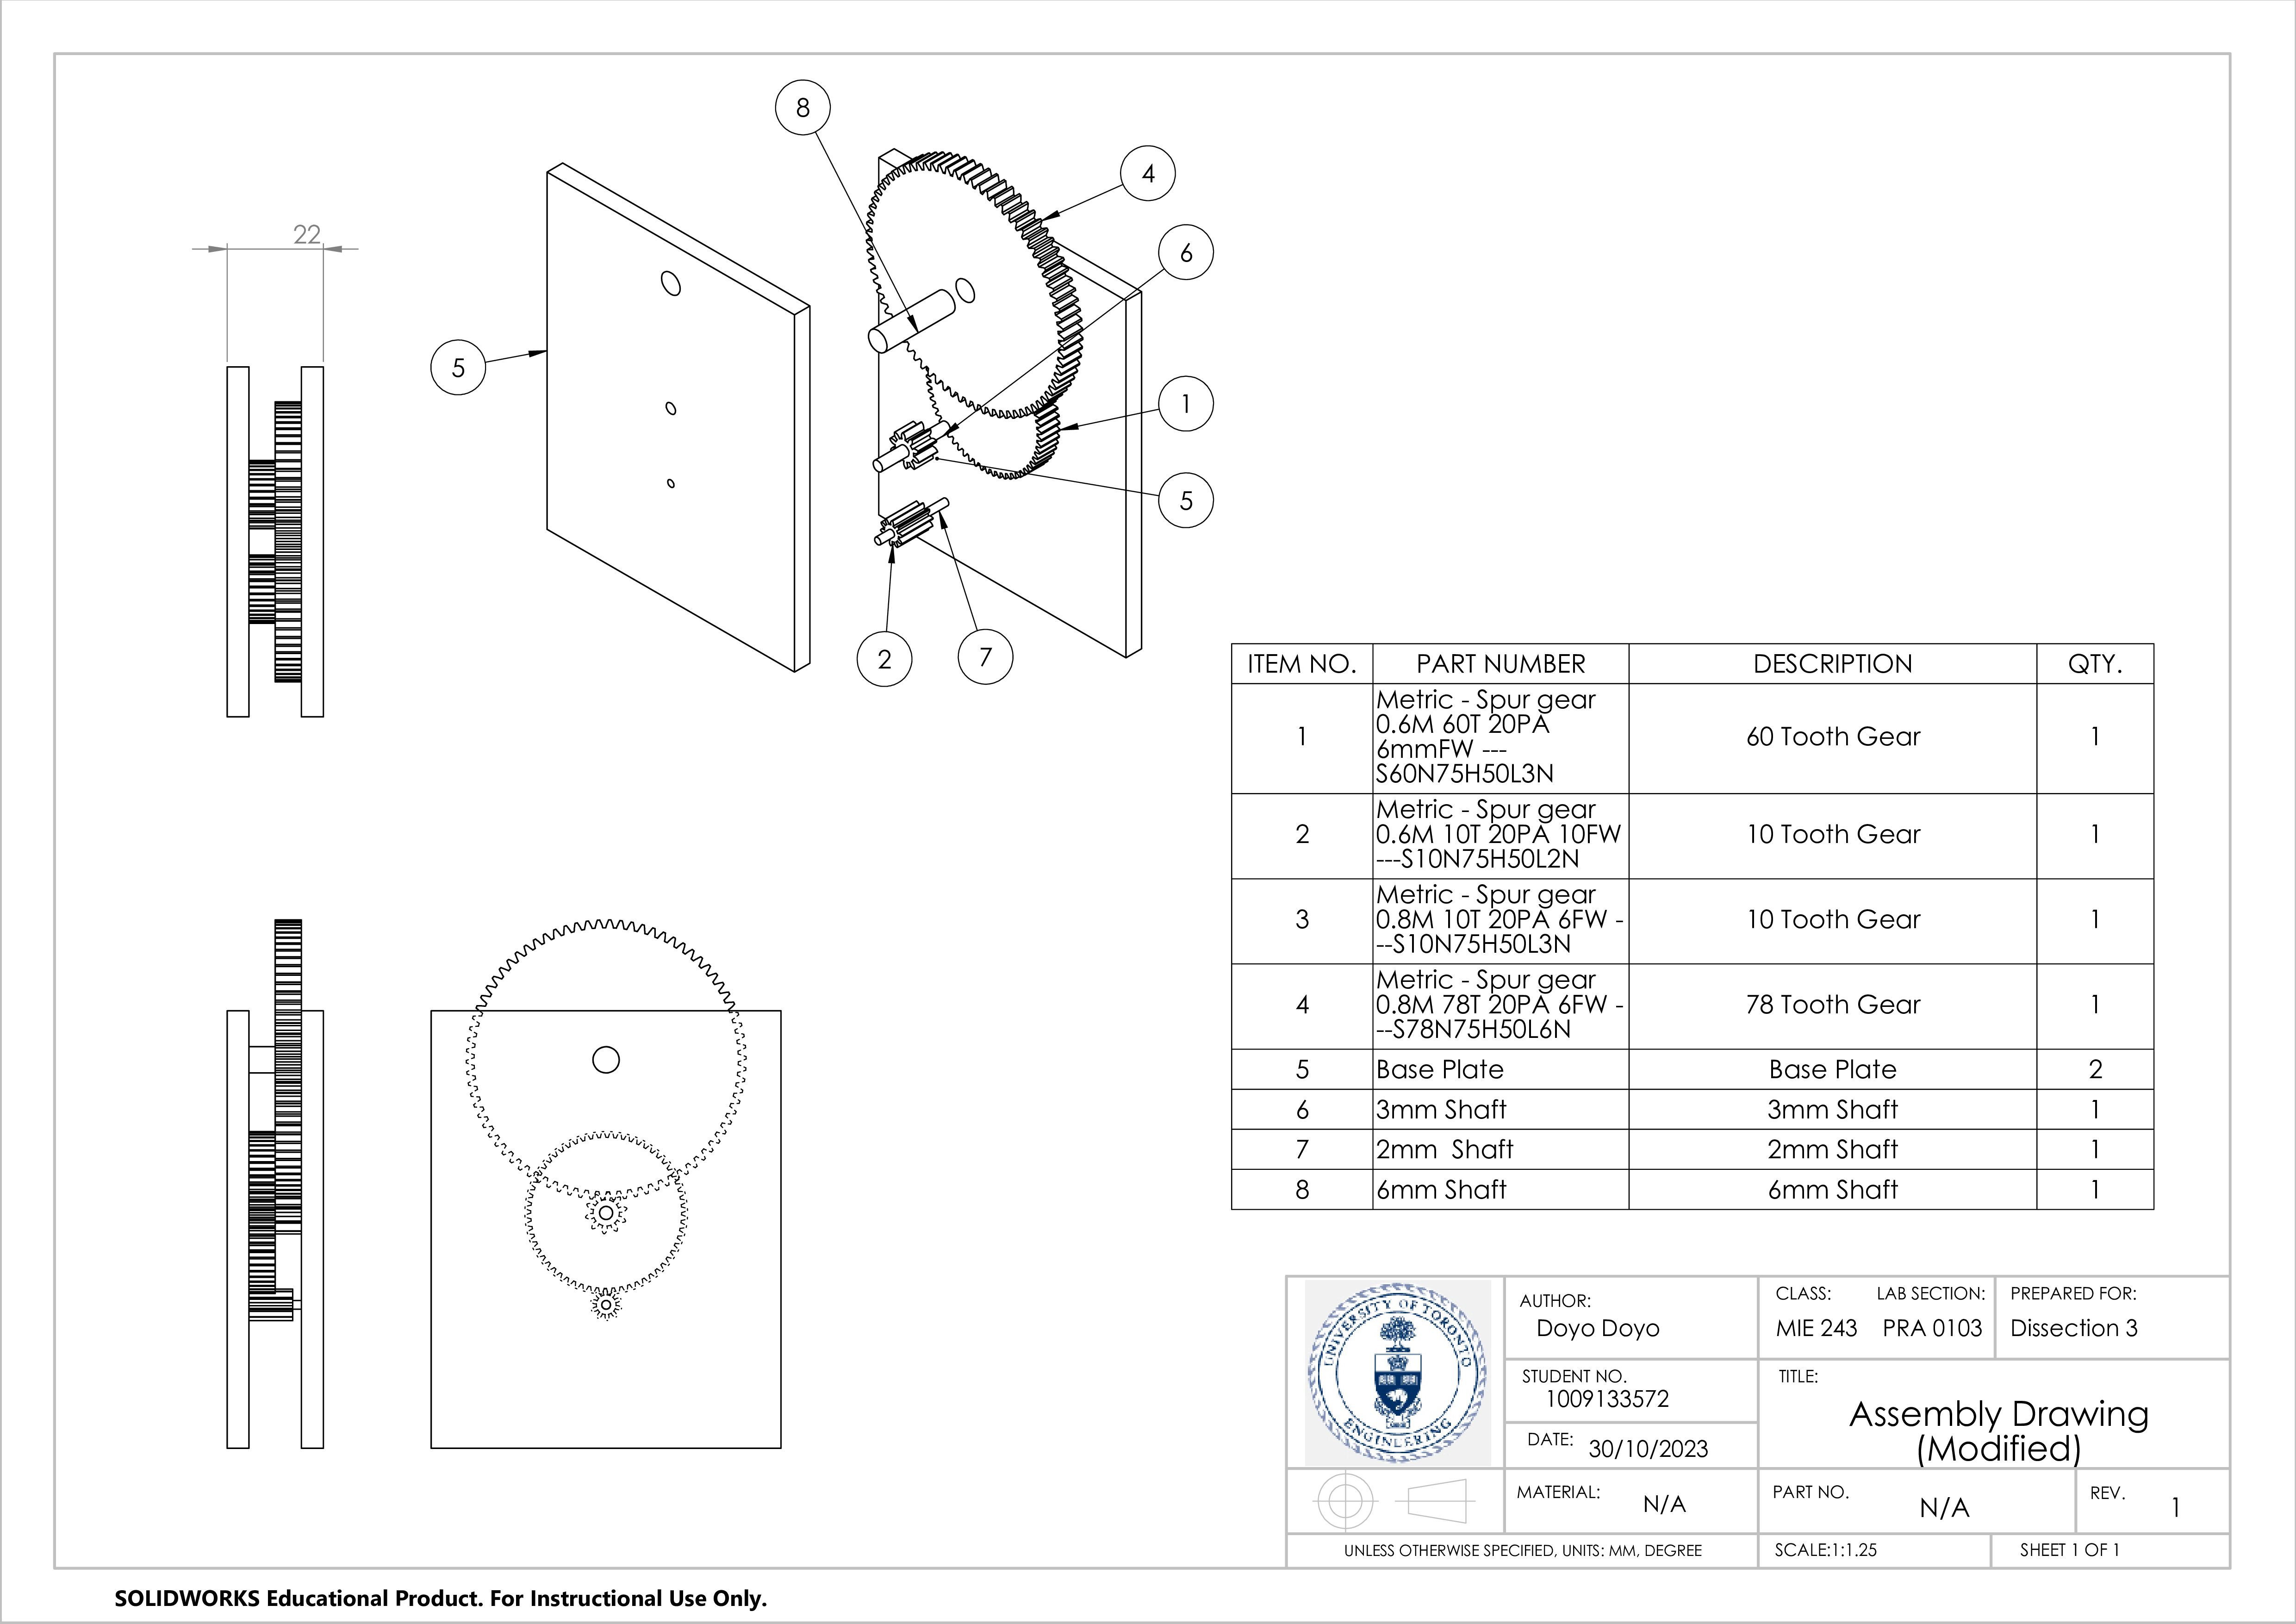 8
4
22
6
5
1
5
2
7
ITEM NO. PART NUMBER DESCRIPTION QTY.
1 Metric - Spur gear 60 Tooth Gear 1
0.6M 60T 20PA
6mmFW ---
S60N75H50L3N
2 Metric - Spur gear 10 Tooth Gear 1
0.6M 10T 20PA 10FW
---S10N75H50L2N
3 Metric - Spur gear 10 Tooth Gear 1
0.8M 10T 20PA 6FW -
--S10N75H50L3N
4 Metric - Spur gear 78 Tooth Gear 1
0.8M 78T 20PA 6FW -
--S78N75H50L6N
5 Base Plate Base Plate 2
6 3mm Shaft 3mm Shaft 1
7 2mm Shaft 2mm Shaft 1
8 6mm Shaft 6mm Shaft 1
UNIVERSITY OF TORONTO
ENGINEERING
AUTHOR:
Doyo Doyo
CLASS: LAB SECTION:
MIE 243 PRA 0103
PREPARED FOR:
Dissection 3
STUDENT NO.
1009133572
DATE: 30/10/2023
TITLE:
Assembly Drawing
(Modified)
MATERIAL: N/A
PART NO. N/A
REV. 1
UNLESS OTHERWISE SPECIFIED, UNITS: MM, DEGREE
SCALE:1:1.25
SHEET 1 OF 1
SOLIDWORKS Educational Product. For Instructional Use Only.